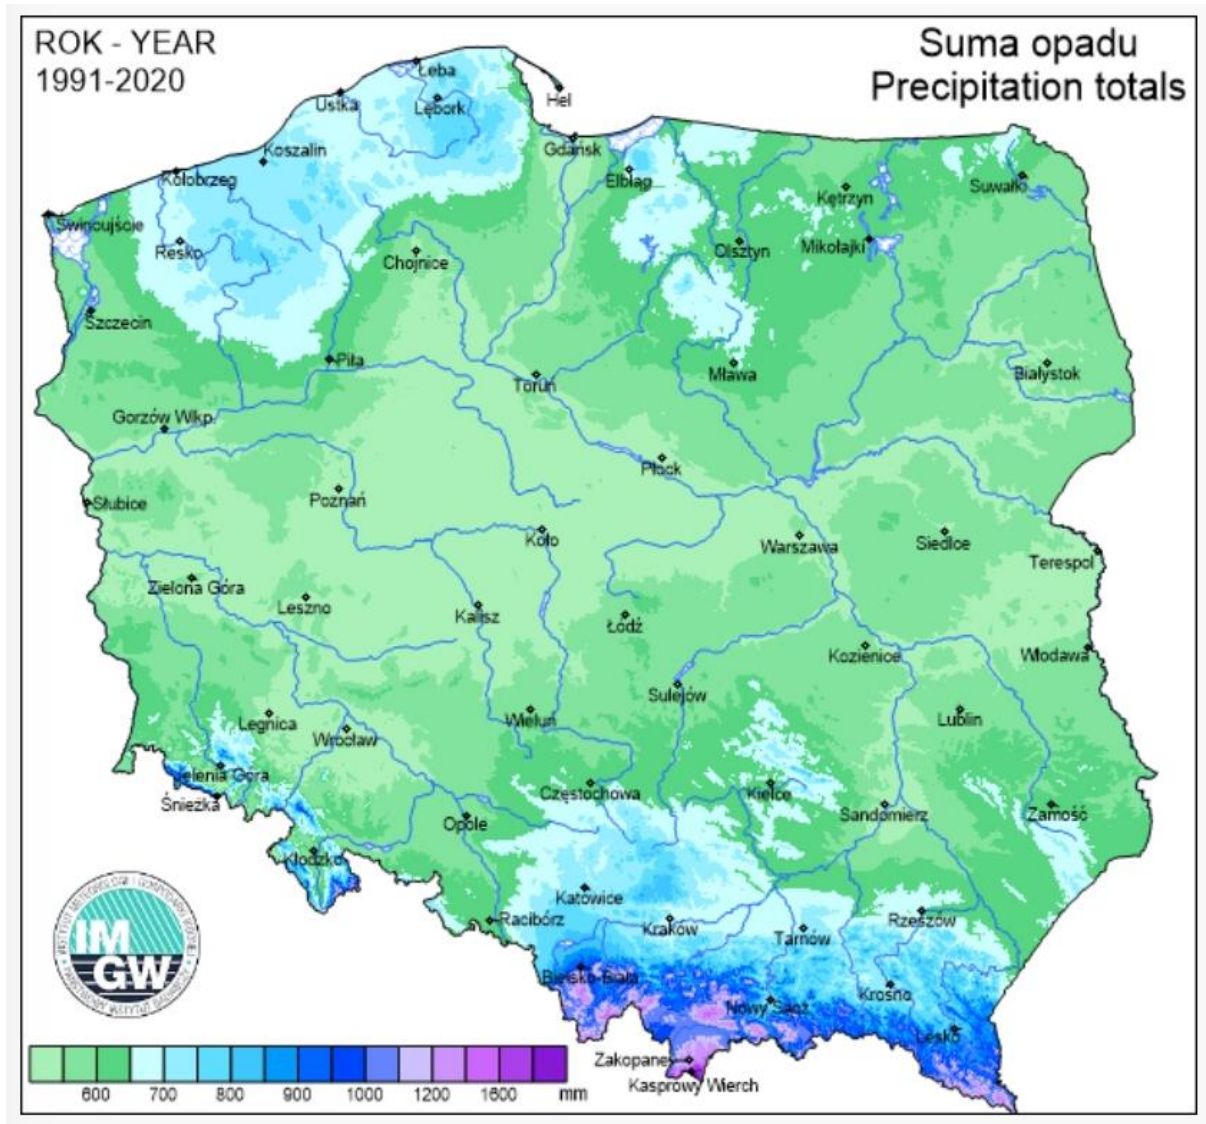 ROK - YEAR
1991-2020
Suma opadu
Precipitation totals
Łeba
Ustka
Lębork
Hel
Koszalin
Gdańsk
Kołobrzeg
Elbląg
Kętrzyn
Suwałki
Świnoujście
Resko
Chojnice
Olsztyn
Mikołajki
Szczecin
Piła
Toruń
Mława
Białystok
Gorzów Wlkp.
Płock
Słubice
Poznań
Koło
Warszawa
Siedlce
Terespol
Zielona Góra
Leszno
Kalisz
Łódź
Kozienice
Włodawa
Sulejów
Legnica
Wrocław
Wieluń
Lublin
Jelenia Góra
Śnieżka
Częstochowa
Kielce
Sandomierz
Zamość
Opole
Kłodzko
Katowice
Racibórz
Kraków
Tarnów
Rzeszów
IM
GW
Bielsko-Biała
Nowy Sącz
Krosno
Lesko
Zakopane
Kasprowy Wierch
600 700 800 900 1000 1200 1600 mm